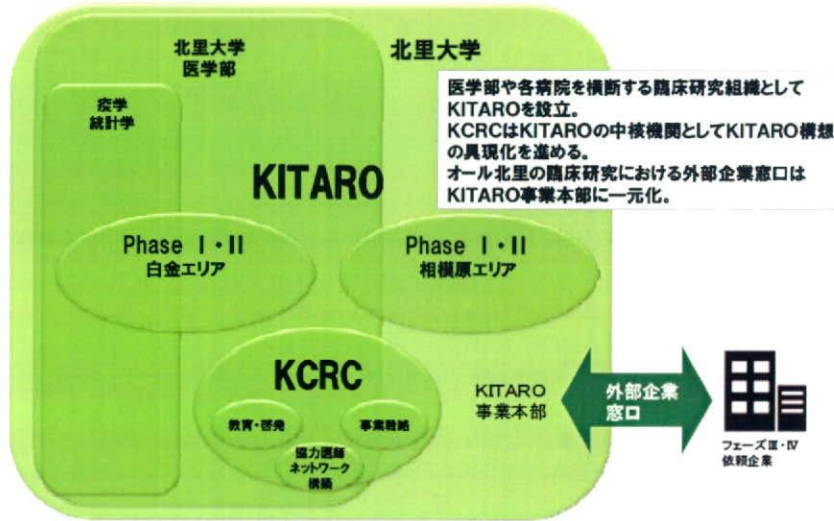 北里大学
医学部
北里大学
医学部や各病院を横断する臨床研究組織として
KITAROを設立。
KCRCはKITAROの中核機関としてKITARO構想
の具現化を進める。
オール北里の臨床研究における外部企業窓口は
KITARO事業本部に一元化。
疫学
統計学
KITARO
Phase Ⅰ・Ⅱ
白金エリア
Phase Ⅰ・Ⅱ
相模原エリア
KCRC
教育・啓発
事業戦略
協力医師
ネットワーク
構築
KITARO
事業本部
外部企業
窓口
フェーズⅢ・Ⅳ
依頼企業